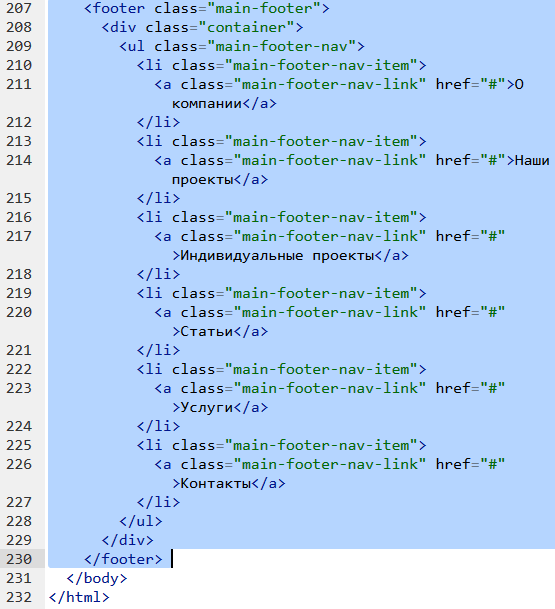 207 <footer class="main-footer">
208 <div class="container">
209 <ul class="main-footer-nav">
210 <li class="main-footer-nav-item">
211 <a class="main-footer-nav-link" href="#">О
компании</a>
212 </li>
213 <li class="main-footer-nav-item">
214 <a class="main-footer-nav-link" href="#">Наши
проекты</a>
215 </li>
216 <li class="main-footer-nav-item">
217 <a class="main-footer-nav-link" href="#"
>Индивидуальные проекты</a>
218 </li>
219 <li class="main-footer-nav-item">
220 <a class="main-footer-nav-link" href="#"
>Статьи</a>
221 </li>
222 <li class="main-footer-nav-item">
223 <a class="main-footer-nav-link" href="#"
>Услуги</a>
224 </li>
225 <li class="main-footer-nav-item">
226 <a class="main-footer-nav-link" href="#"
>Контакты</a>
227 </li>
228 </ul>
229 </div>
230 </footer>
231 </body>
232 </html>